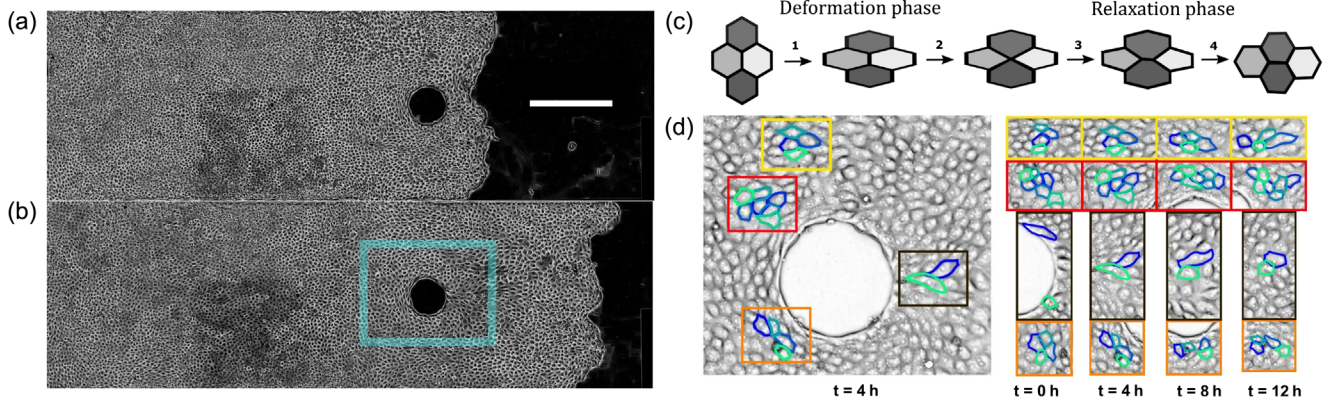 (a)
(b)
(c)
Deformation phase
Relaxation phase
1
2
3
4
(d)
t = 4 h
t = 0 h
t = 4 h
t = 8 h
t = 12 h